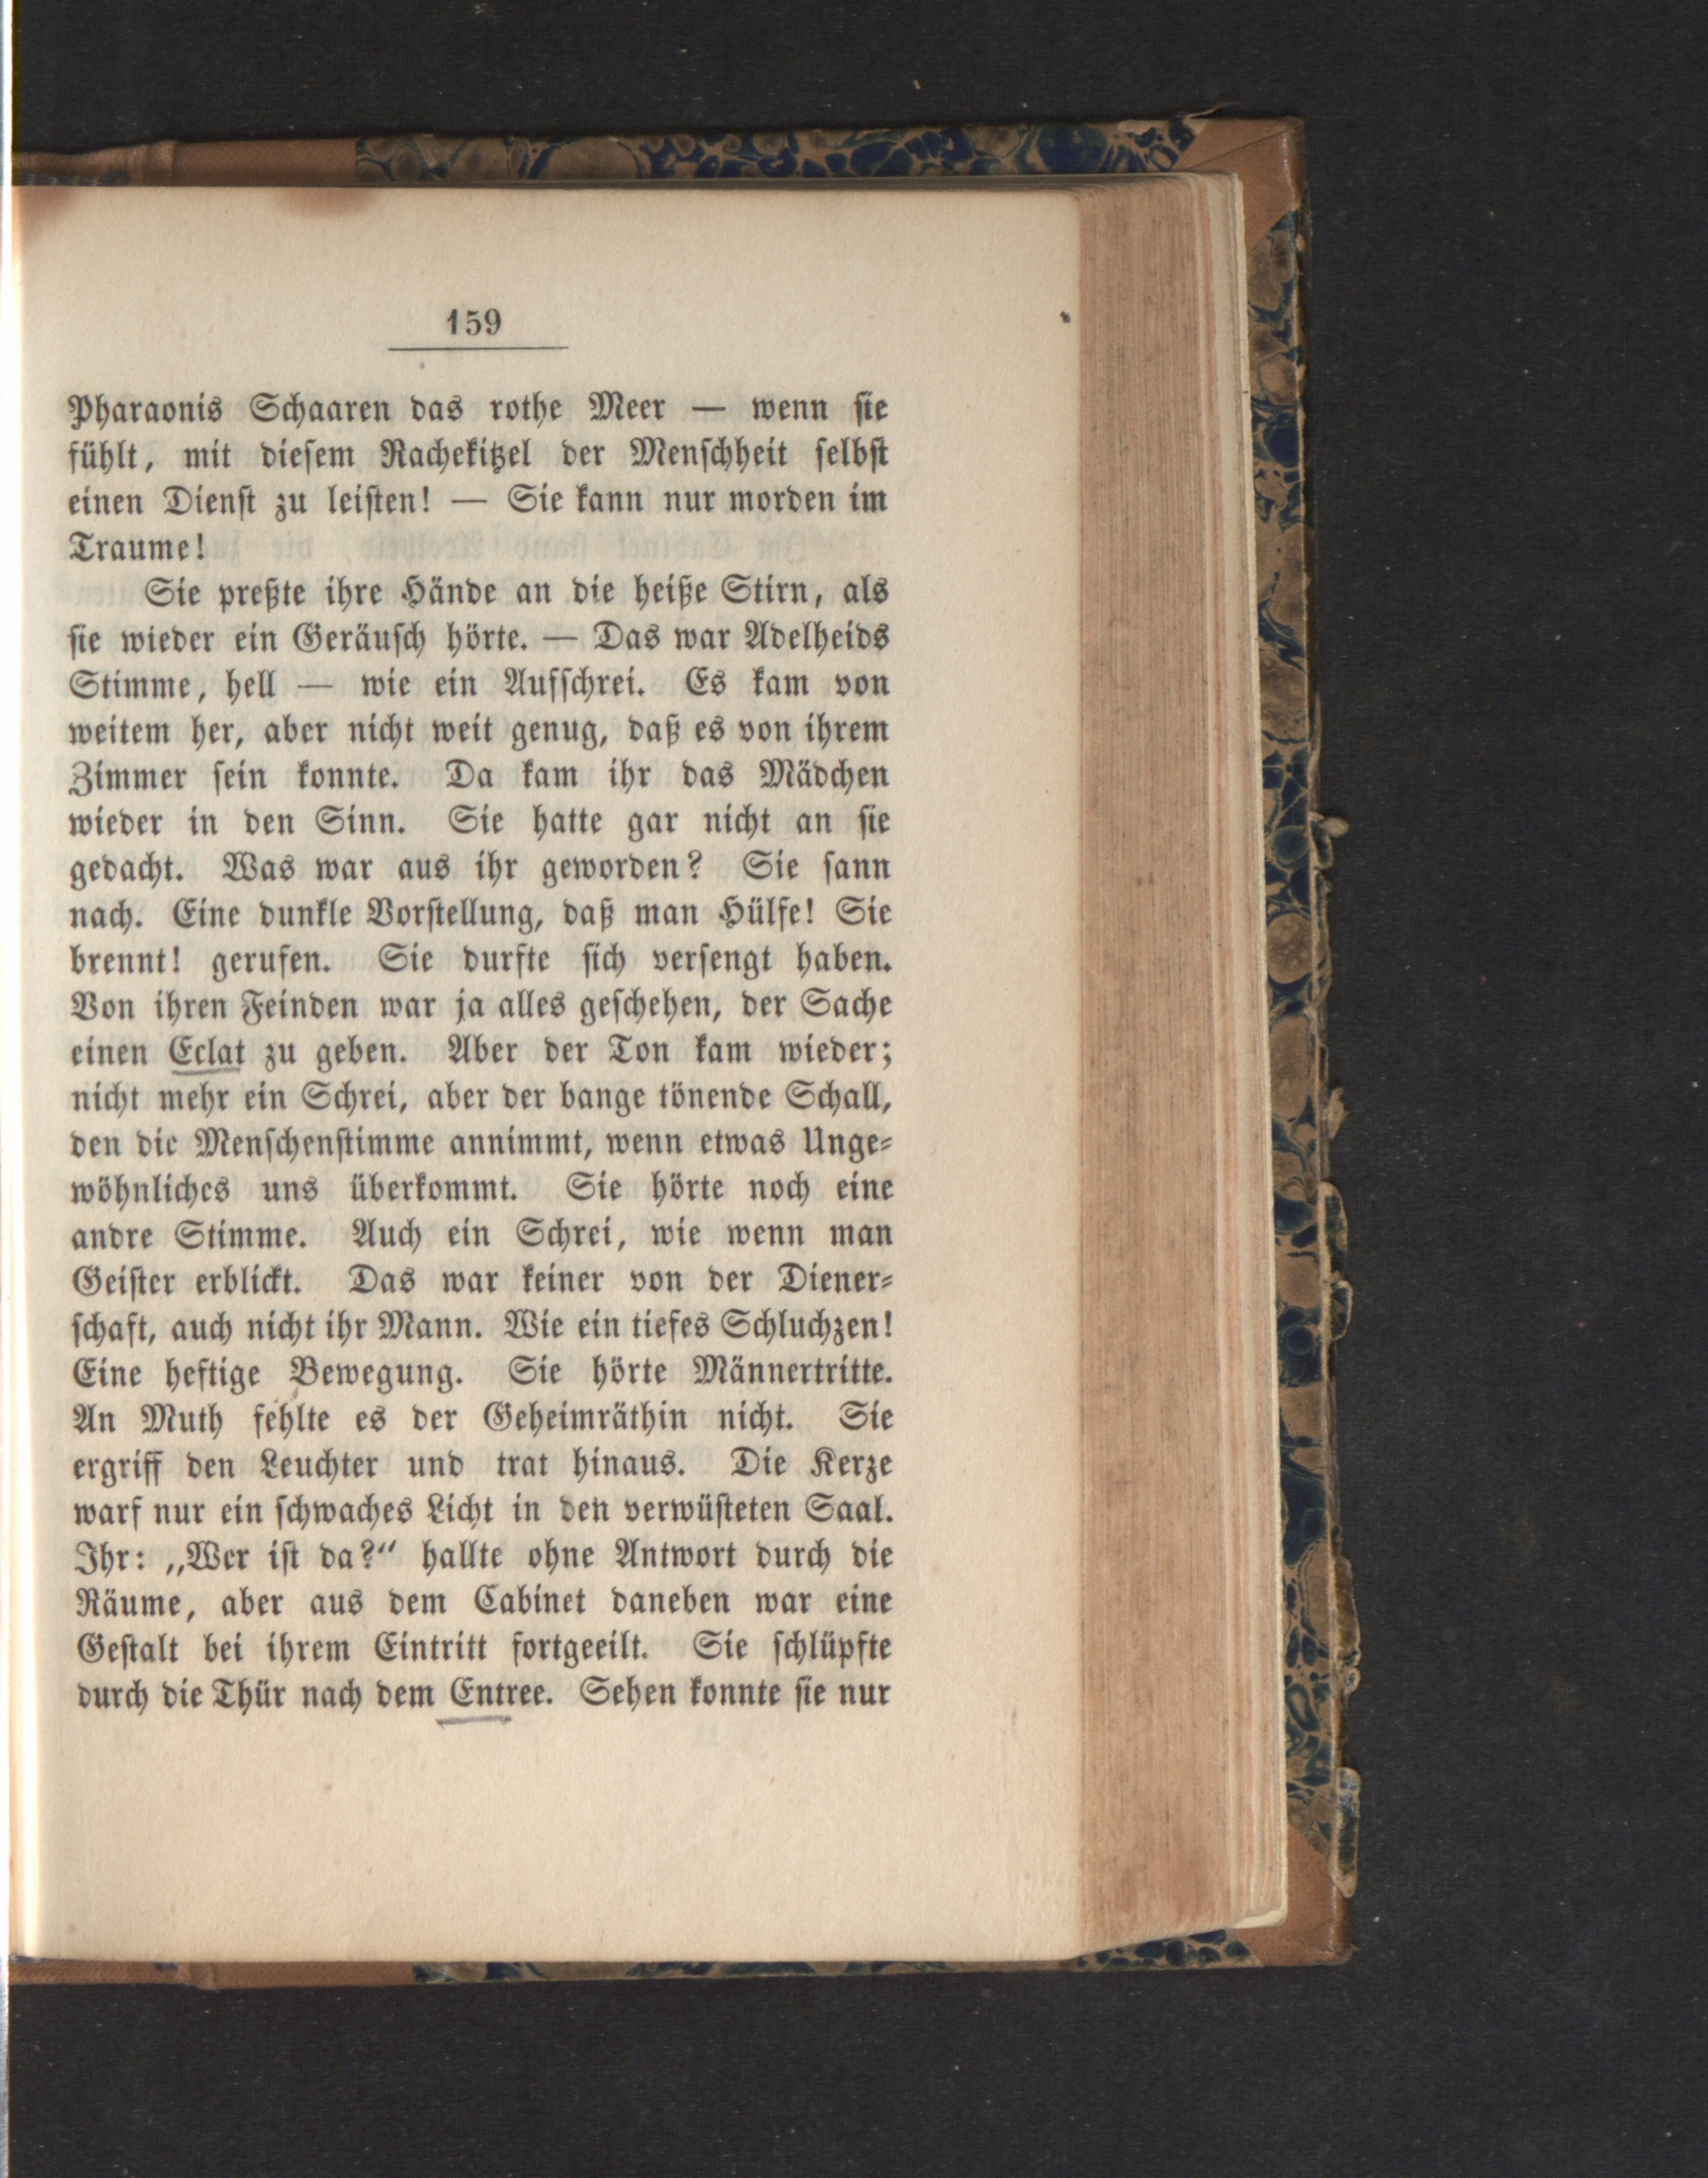 159
Pharaonis Schaaren das rothe Meer — wenn sie
fühlt, mit diesem Rachekitzel der Menschheit selbst
einen Dienst zu leisten! — Sie kann nur morden im
Traume!
Sie preßte ihre Hände an die heiße Stirn, als
sie wieder ein Geräusch hörte. — Das war Adelheids
Stimme, hell — wie ein Aufschrei. Es kam von
weitem her, aber nicht weit genug, daß es von ihrem
Zimmer sein konnte. Da kam ihr das Mädchen
wieder in den Sinn. Sie hatte gar nicht an sie
gedacht. Was war aus ihr geworden? Sie sann
nach. Eine dunkle Vorstellung, daß man Hülfe! Sie
brennt! gerufen. Sie durfte sich versengt haben.
Von ihren Feinden war ja alles geschehen, der Sache
einen Eclat zu geben. Aber der Ton kam wieder;
nicht mehr ein Schrei, aber der bange tönende Schall,
den die Menschenstimme annimmt, wenn etwas Unge-
wöhnliches uns überkommt. Sie hörte noch eine
andre Stimme. Auch ein Schrei, wie wenn man
Geister erblickt. Das war keiner von der Diener-
schaft, auch nicht ihr Mann. Wie ein tiefes Schluchzen!
Eine heftige Bewegung. Sie hörte Männertritte.
An Muth fehlte es der Geheimräthin nicht. Sie
ergriff den Leuchter und trat hinaus. Die Kerze
warf nur ein schwaches Licht in den verwüsteten Saal.
Ihr: „Wer ist da?“ hallte ohne Antwort durch die
Räume, aber aus dem Cabinet daneben war eine
Gestalt bei ihrem Eintritt fortgeeilt. Sie schlüpfte
durch die Thür nach dem Entree. Sehen konnte sie nur